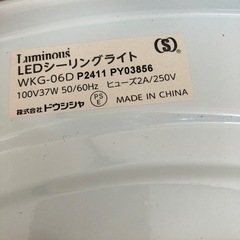 Luminous
LEDシーリングライト
WKG-06D P2411 PY03856
100V37W 50/60Hz ヒューズ2A/250V
株式会社ドウシシャ
PSE
MADE IN CHINA
(S)